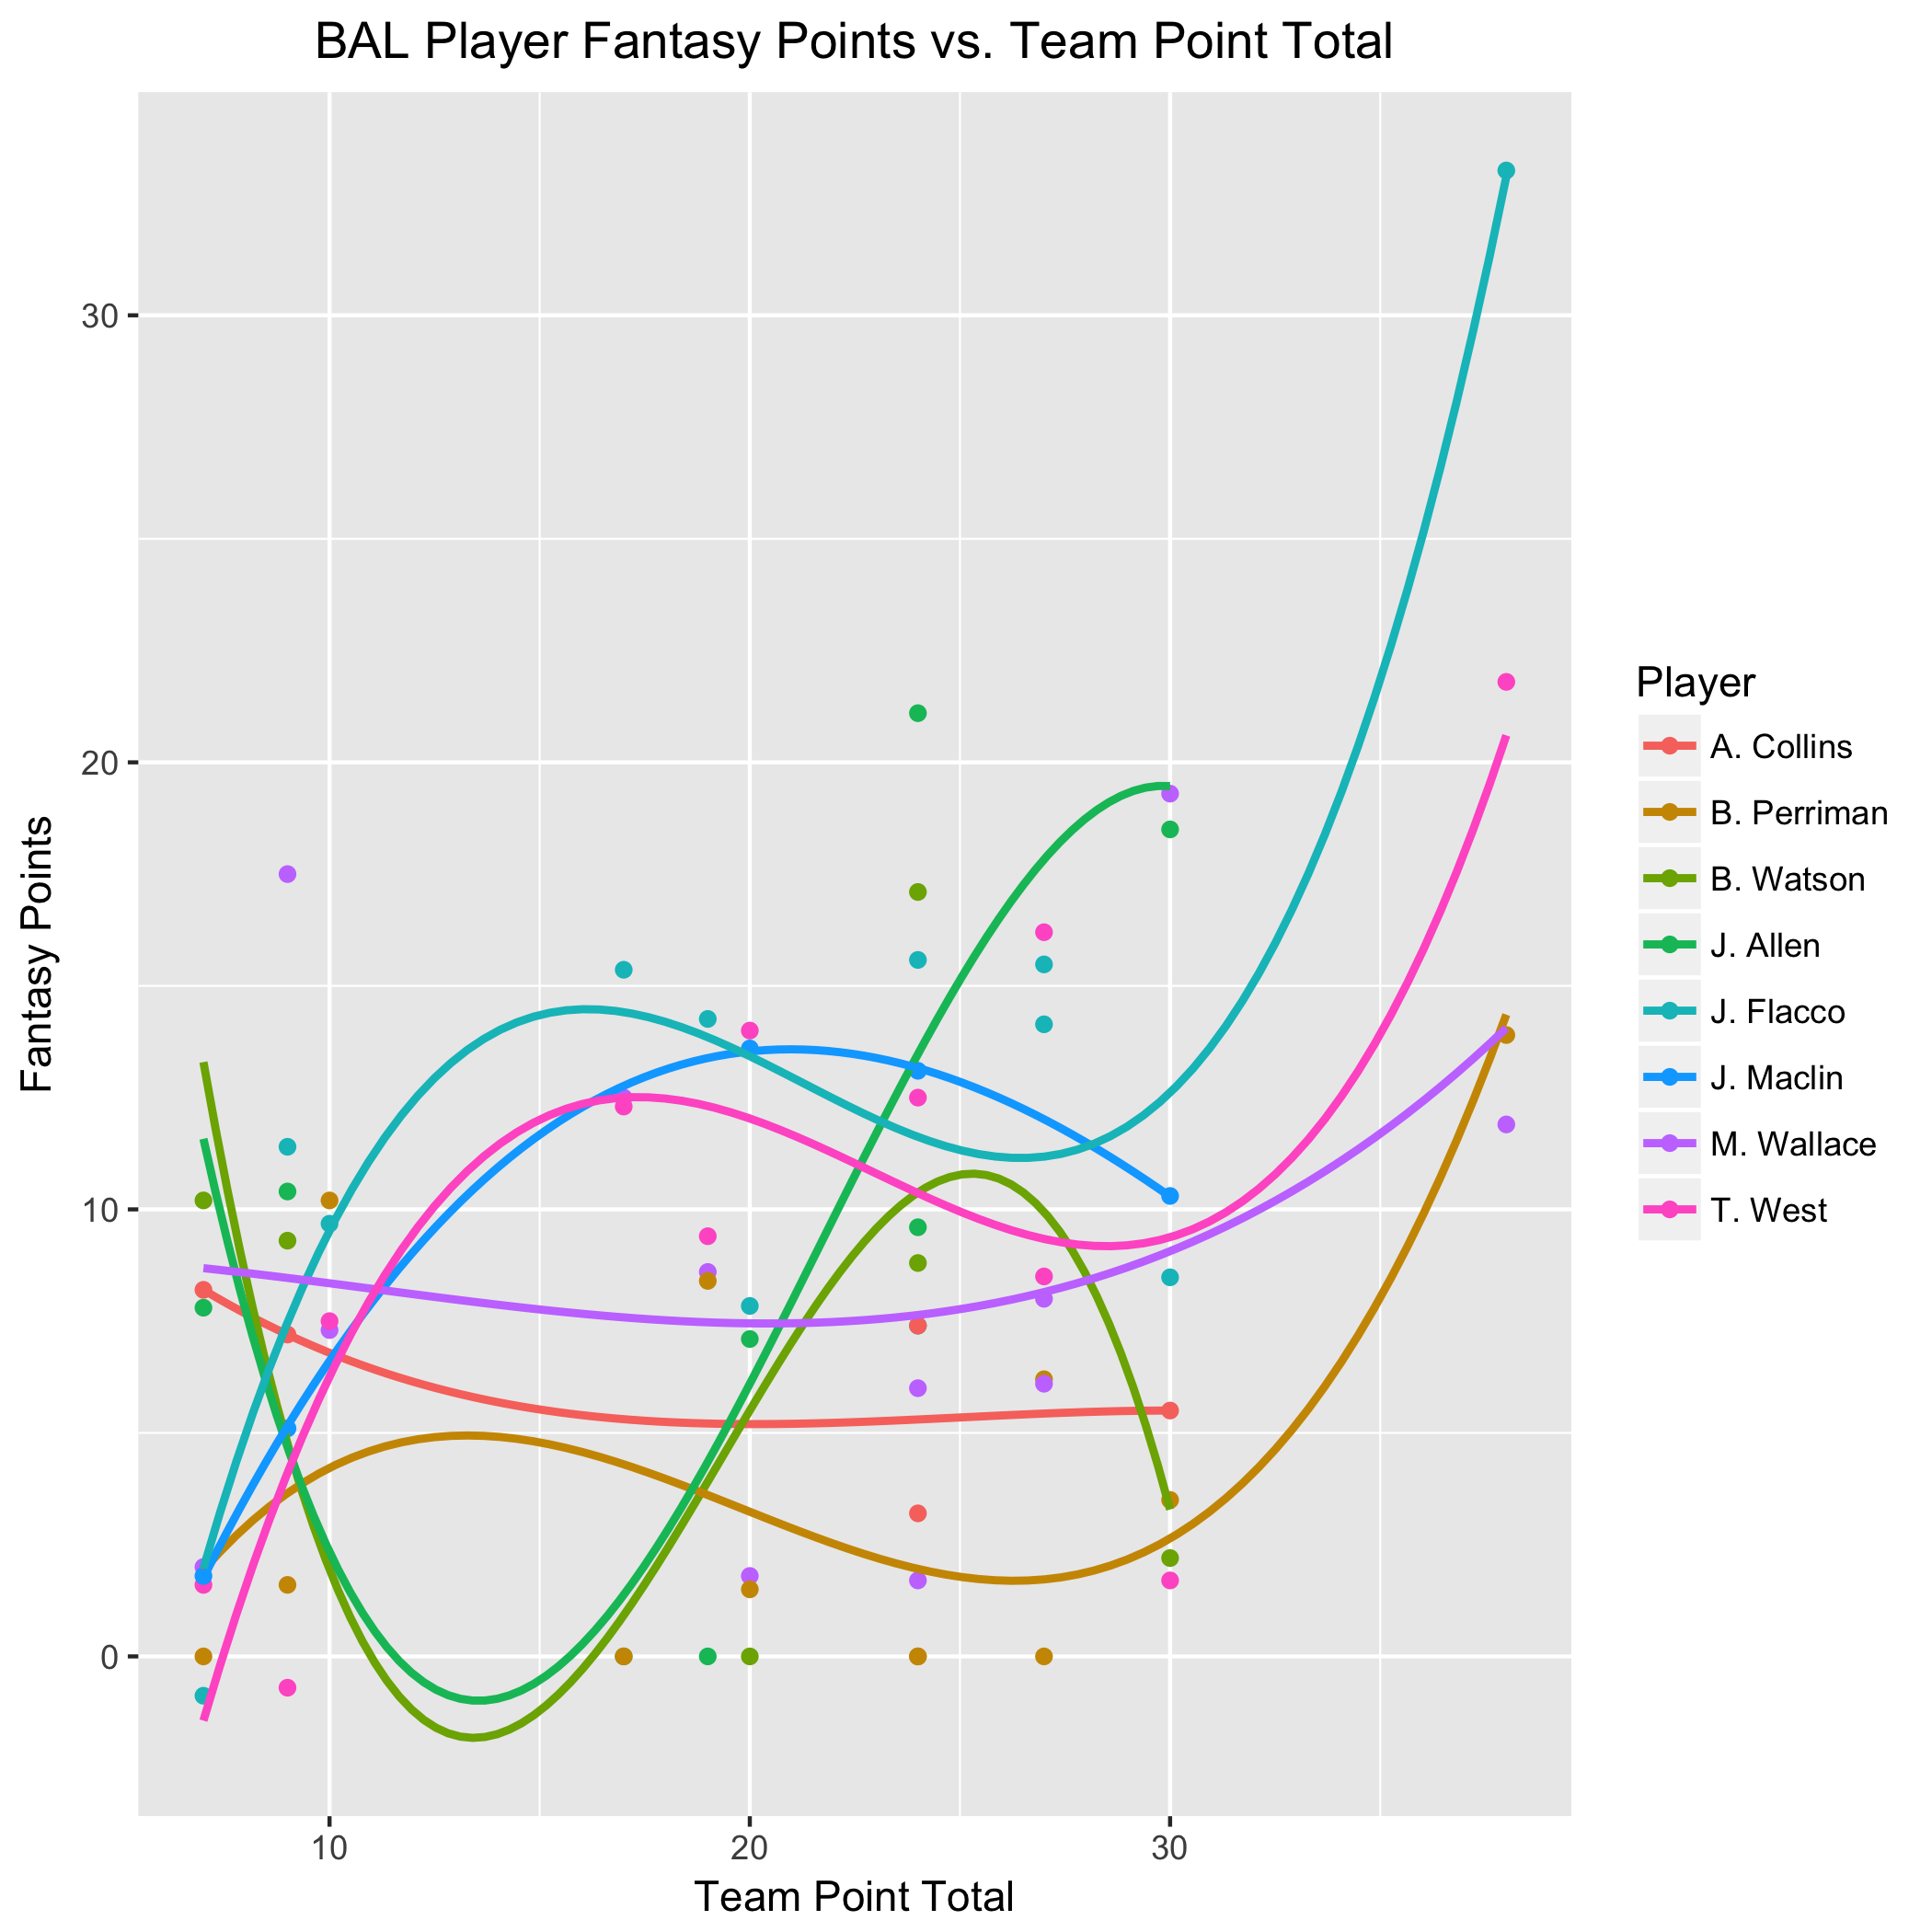 BAL Player Fantasy Points vs. Team Point Total
Fantasy Points
30
20
10
0
10 20 30
Team Point Total
Player
A. Collins
B. Perriman
B. Watson
J. Allen
J. Flacco
J. Maclin
M. Wallace
T. West